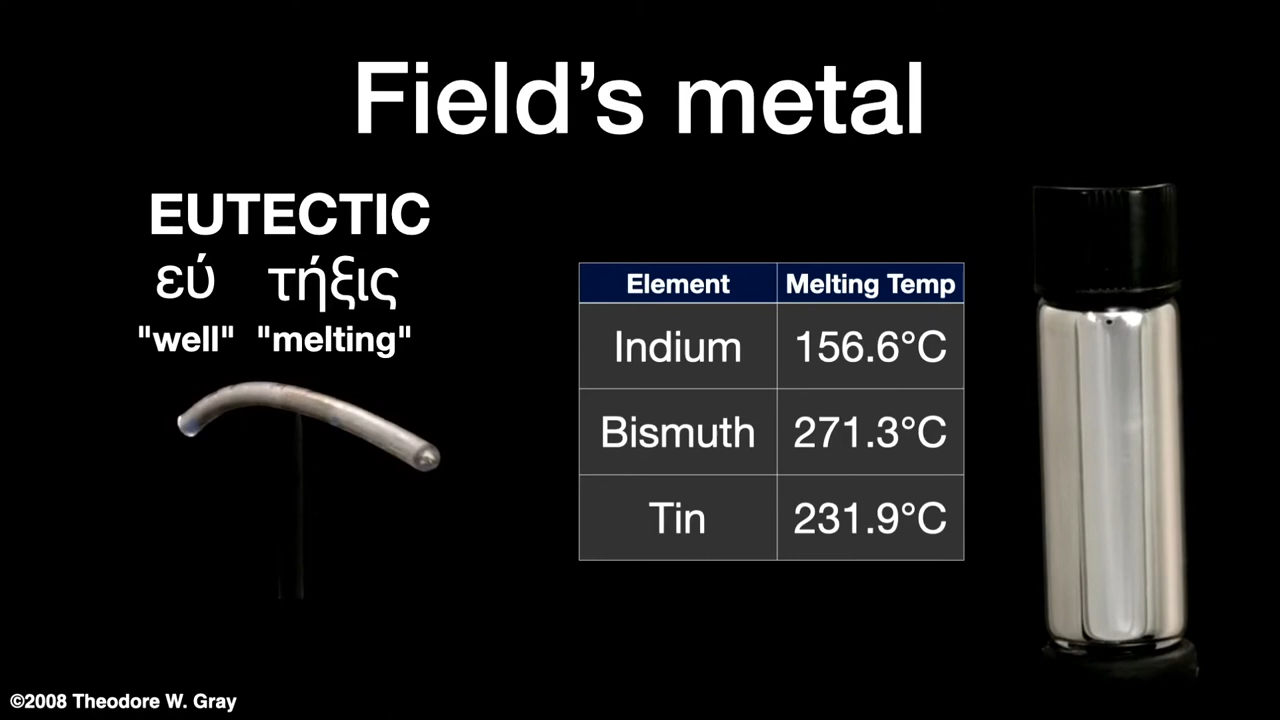 Field’s metal
EUTECTIC
εύ τήξις
"well" "melting"
Element Melting Temp
Indium 156.6°C
Bismuth 271.3°C
Tin 231.9°C
©2008 Theodore W. Gray